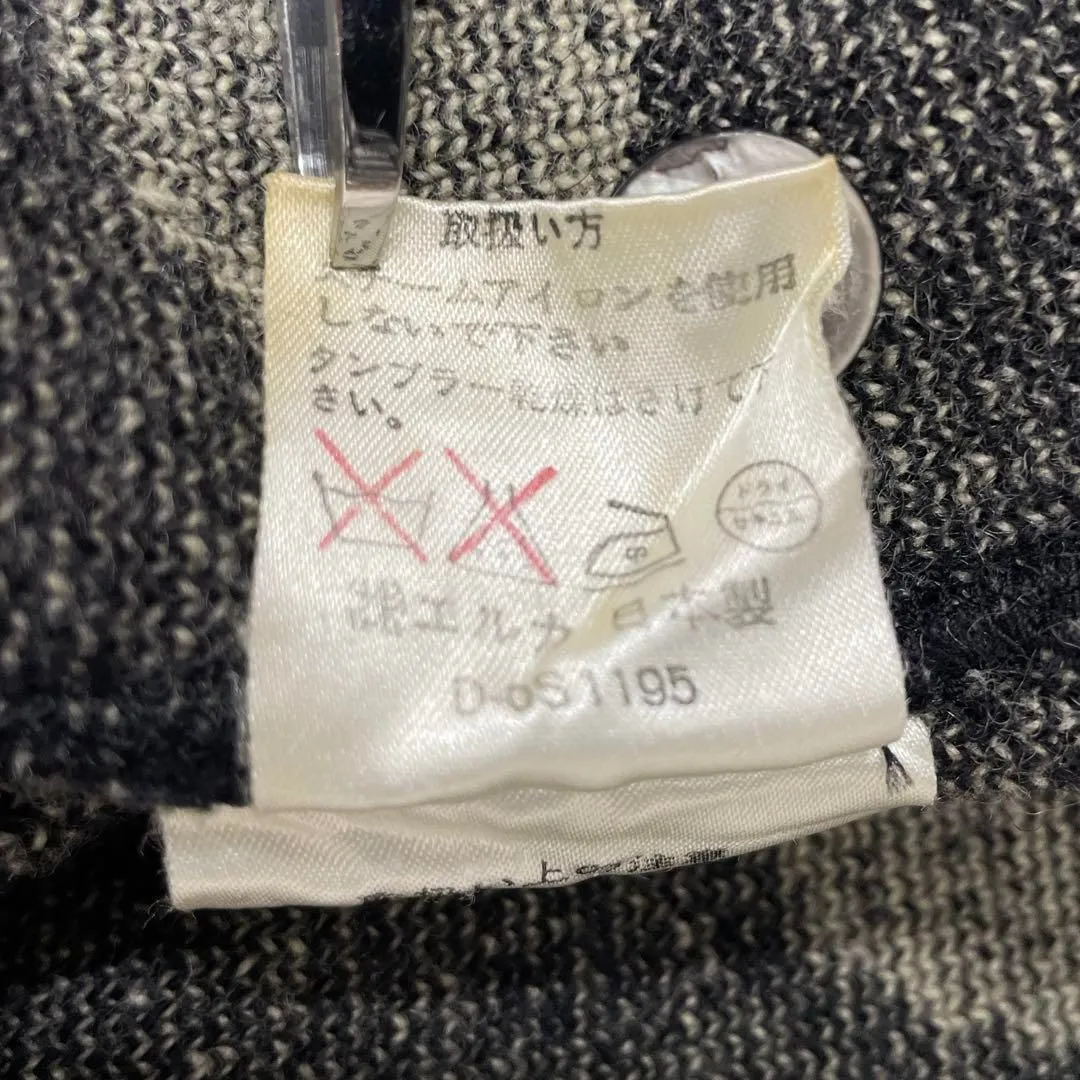 取扱い方
スチームアイロンを使用
しないで下さい
タンブラー乾燥はさけて下
さい。
ドライ
エルカ 日本製
1195